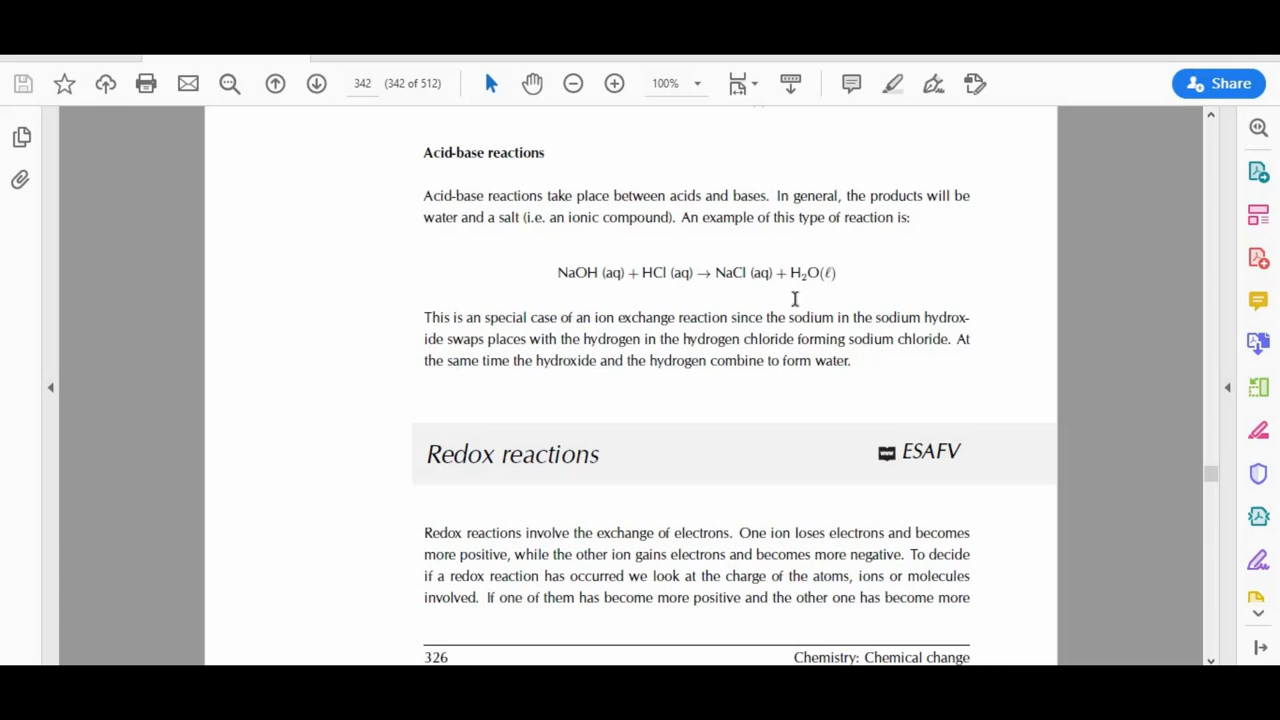 342 (342 of 512) 100% Share
Acid-base reactions
Acid-base reactions take place between acids and bases. In general, the products will be
water and a salt (i.e. an ionic compound). An example of this type of reaction is:
NaOH (aq) + HCl (aq) → NaCl (aq) + H₂O(ℓ)
This is an special case of an ion exchange reaction since the sodium in the sodium hydrox-
ide swaps places with the hydrogen in the hydrogen chloride forming sodium chloride. At
the same time the hydroxide and the hydrogen combine to form water.
Redox reactions www ESAFV
Redox reactions involve the exchange of electrons. One ion loses electrons and becomes
more positive, while the other ion gains electrons and becomes more negative. To decide
if a redox reaction has occurred we look at the charge of the atoms, ions or molecules
involved. If one of them has become more positive and the other one has become more
326 Chemistry: Chemical change